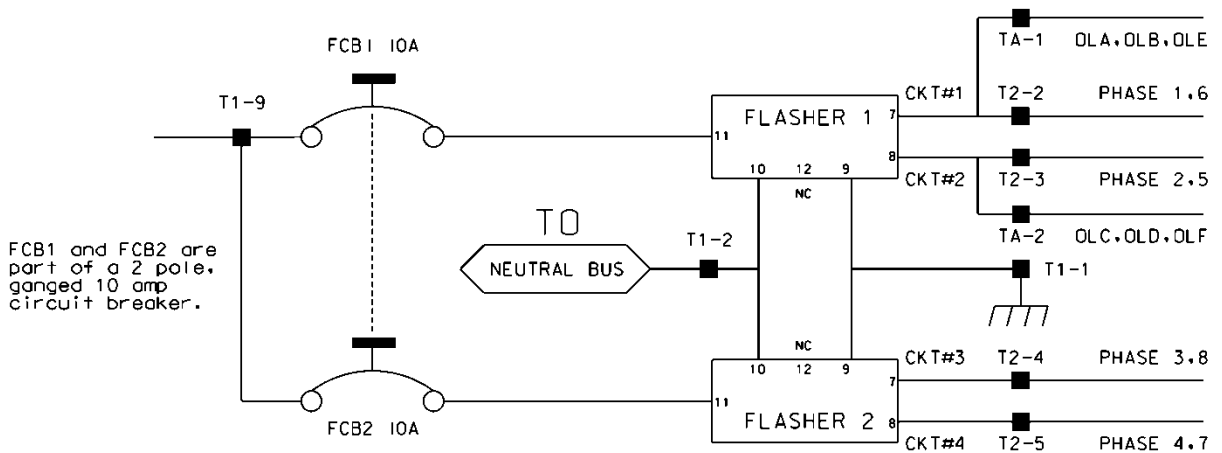 FCB1 10A
T1-9
FCB1 and FCB2 are
part of a 2 pole,
ganged 10 amp
circuit breaker.
FCB2 10A
TO
NEUTRAL BUS
T1-2
FLASHER 1
11
7
8
10 12 9
NC
CKT#1
CKT#2
TA-1 OLA,OLB,OLE
T2-2 PHASE 1,6
T2-3 PHASE 2,5
TA-2 OLC,OLD,OLF
T1-1
NC
10 12 9
11
7
8
FLASHER 2
CKT#3 T2-4 PHASE 3,8
CKT#4 T2-5 PHASE 4,7